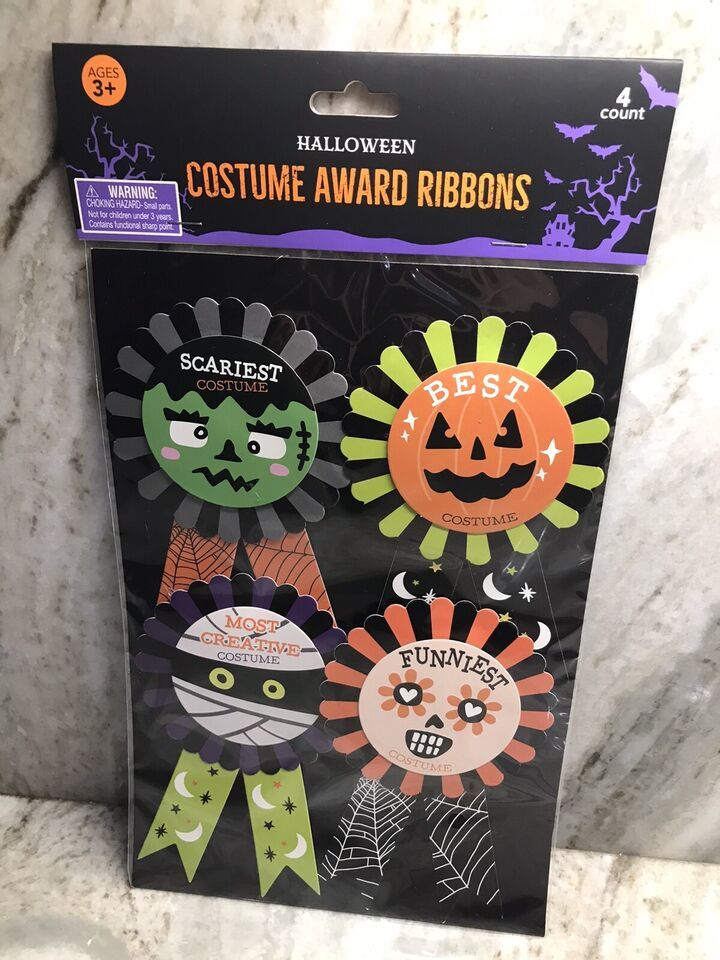 AGES
3+
4
count
HALLOWEEN
COSTUME AWARD RIBBONS
WARNING:
CHOKING HAZARD- Small parts.
Not for children under 3 years.
Contains functional sharp point.
SCARIEST
COSTUME
BEST
COSTUME
MOST
CREATIVE
COSTUME
FUNNIEST
COSTUME